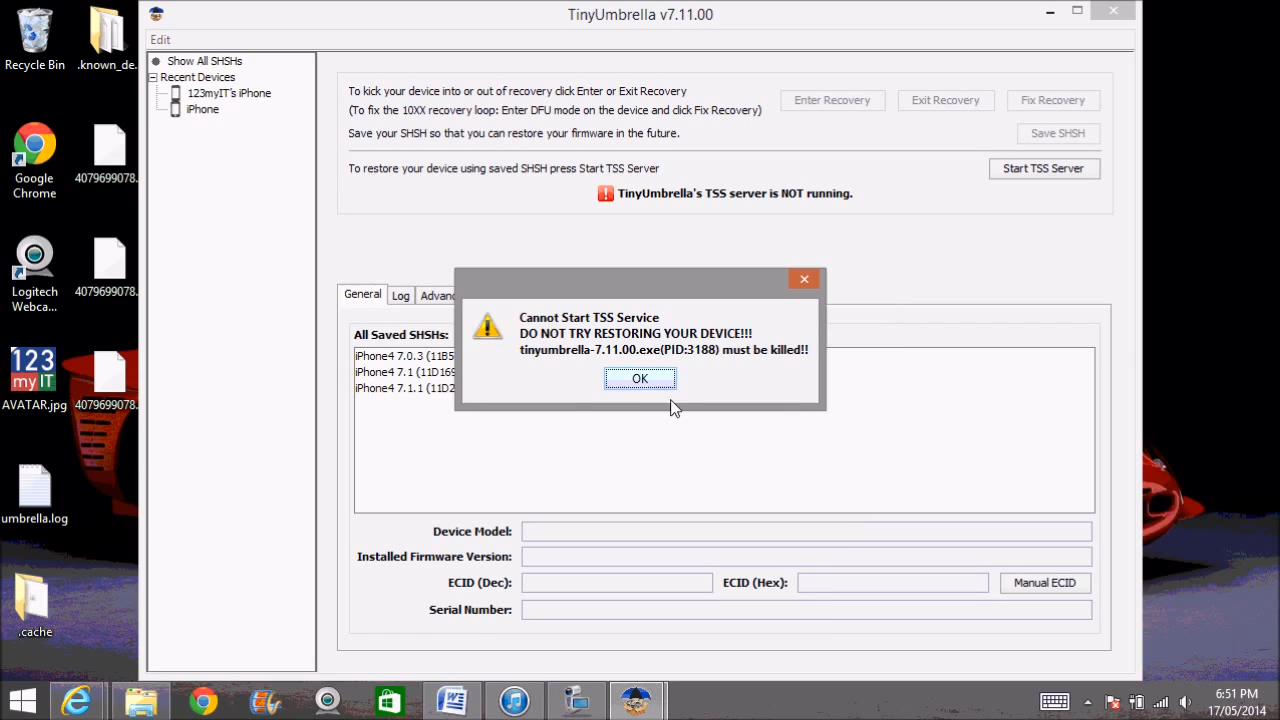 TinyUmbrella v7.11.00
Edit
Show All SHSHs
Recent Devices
123myIT's iPhone
iPhone
To kick your device into or out of recovery click Enter or Exit Recovery
(To fix the 10XX recovery loop: Enter DFU mode on the device and click Fix Recovery)
Enter Recovery
Exit Recovery
Fix Recovery
Save your SHSH so that you can restore your firmware in the future.
Save SHSH
To restore your device using saved SHSH press Start TSS Server
Start TSS Server
TinyUmbrella's TSS server is NOT running.
General
Log
Advanc
All Saved SHSHs:
iPhone4 7.0.3 (11B5
iPhone4 7.1 (11D169
iPhone4 7.1.1 (11D2
Cannot Start TSS Service
DO NOT TRY RESTORING YOUR DEVICE!!!
tinyumbrella-7.11.00.exe(PID:3188) must be killed!!
OK
Device Model:
Installed Firmware Version:
ECID (Dec):
ECID (Hex):
Manual ECID
Serial Number:
Recycle Bin
.known_de...
Google
Chrome
4079699078...
Logitech
Webca...
4079699078...
123
myIT
AVATAR.jpg
4079699078...
umbrella.log
.cache
6:51 PM
17/05/2014